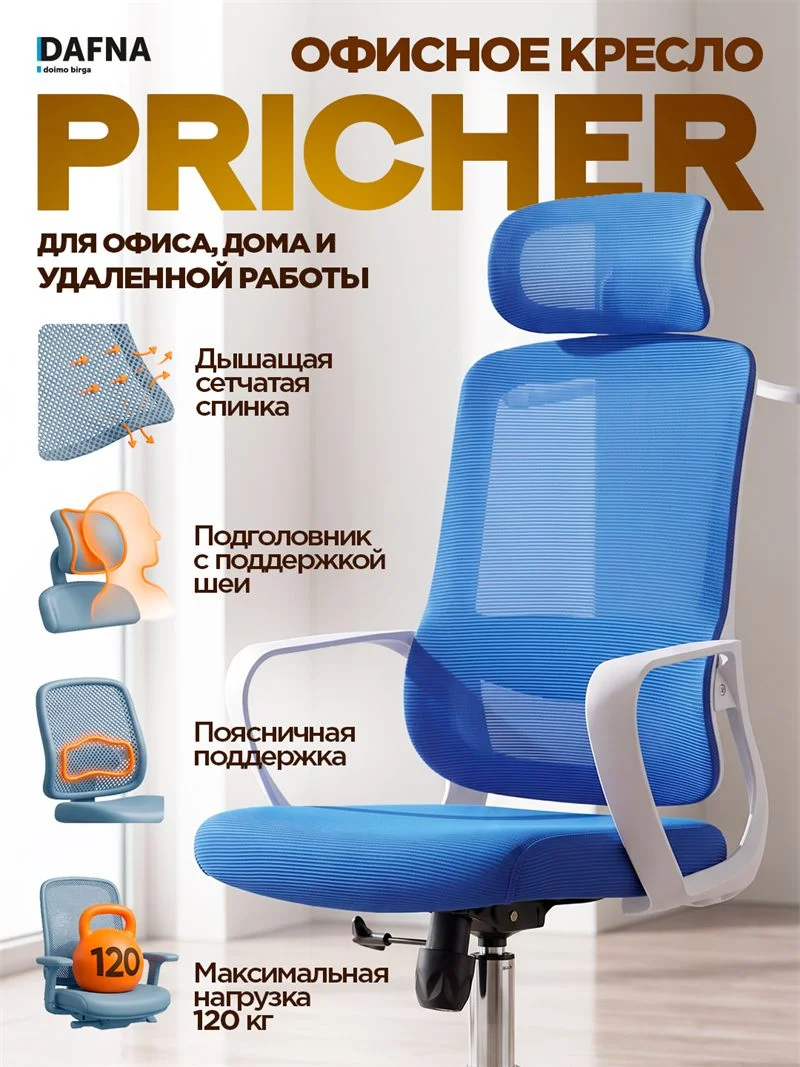 DAFNA
doimo birga
ОФИСНОЕ КРЕСЛО
PRICHER
ДЛЯ ОФИСА, ДОМА И
УДАЛЕННОЙ РАБОТЫ
Дышащая
сетчатая
спинка
Подголовник
с поддержкой
шеи
Поясничная
поддержка
120
Максимальная
нагрузка
120 кг